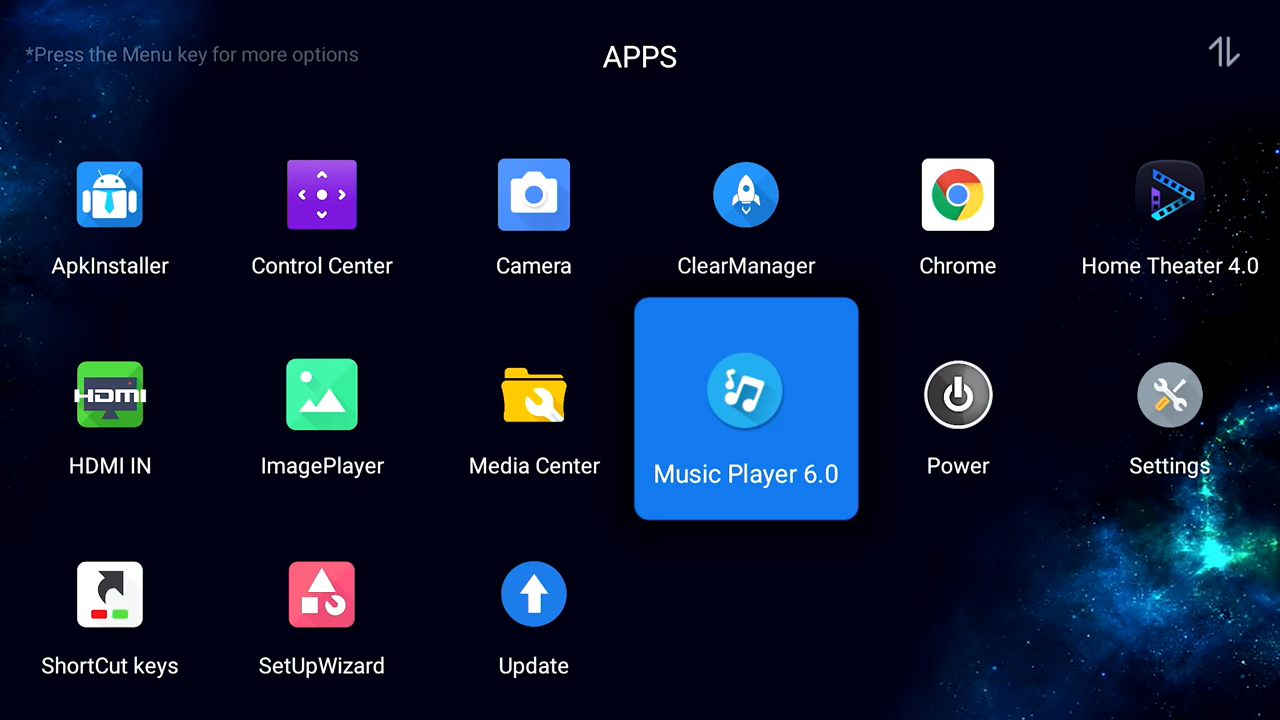 *Press the Menu key for more options
APPS
ApkInstaller
Control Center
Camera
ClearManager
Chrome
Home Theater 4.0
HDMI
HDMI IN
ImagePlayer
Media Center
Music Player 6.0
Power
Settings
ShortCut keys
SetUpWizard
Update